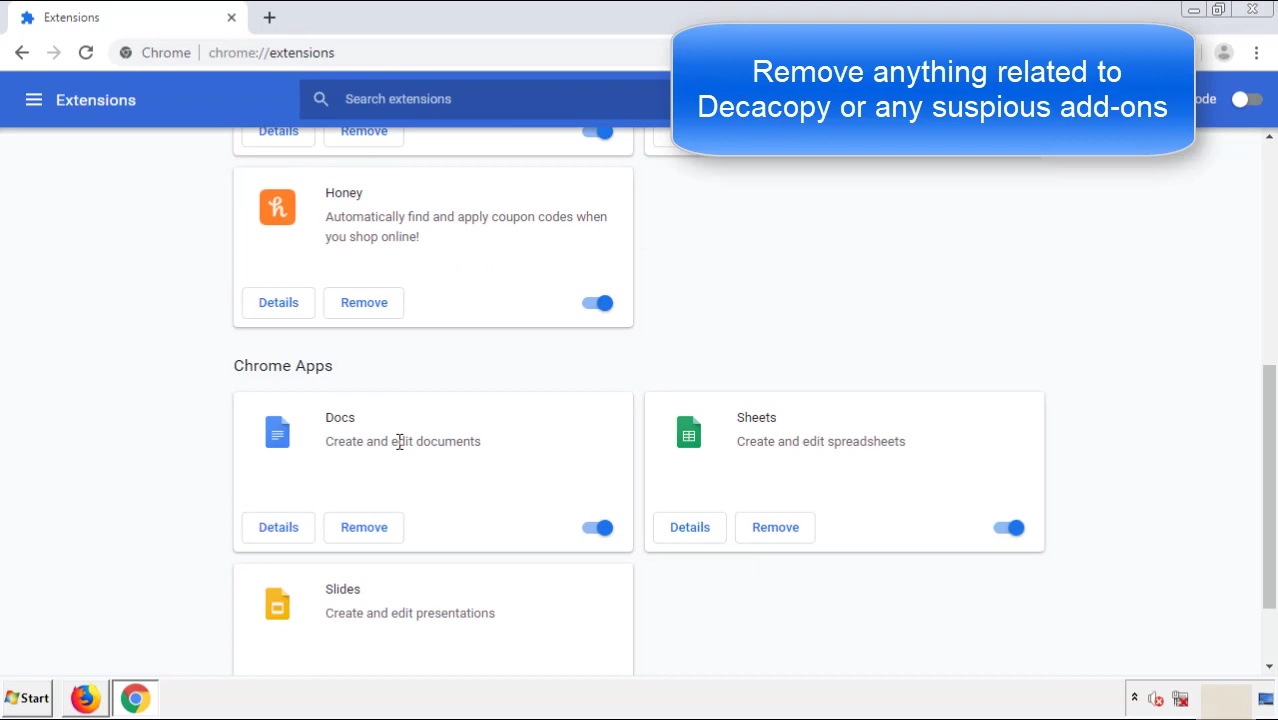 Extensions
Chrome
chrome://extensions
Remove anything related to
Decacopy or any suspious add-ons
Extensions
Search extensions
ode
Details
Remove
Honey
Automatically find and apply coupon codes when
you shop online!
Details
Remove
Chrome Apps
Docs
Create and edit documents
Details
Remove
Sheets
Create and edit spreadsheets
Details
Remove
Slides
Create and edit presentations
Start